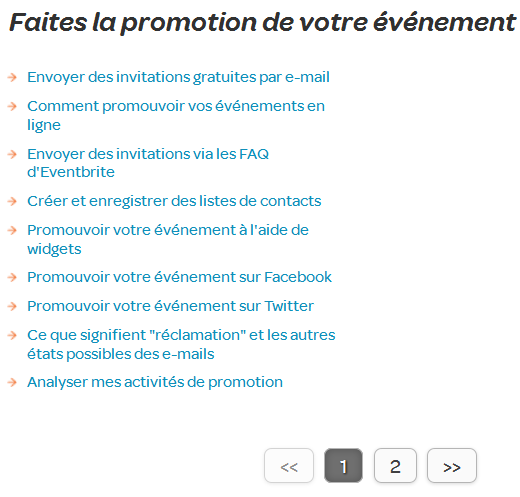 Faites la promotion de votre événement
Envoyer des invitations gratuites par e-mail
Comment promouvoir vos événements en
ligne
Envoyer des invitations via les FAQ
d'Eventbrite
Créer et enregistrer des listes de contacts
Promouvoir votre événement à l'aide de
widgets
Promouvoir votre événement sur Facebook
Promouvoir votre événement sur Twitter
Ce que signifient "réclamation" et les autres
états possibles des e-mails
Analyser mes activités de promotion
<< 1 2 >>